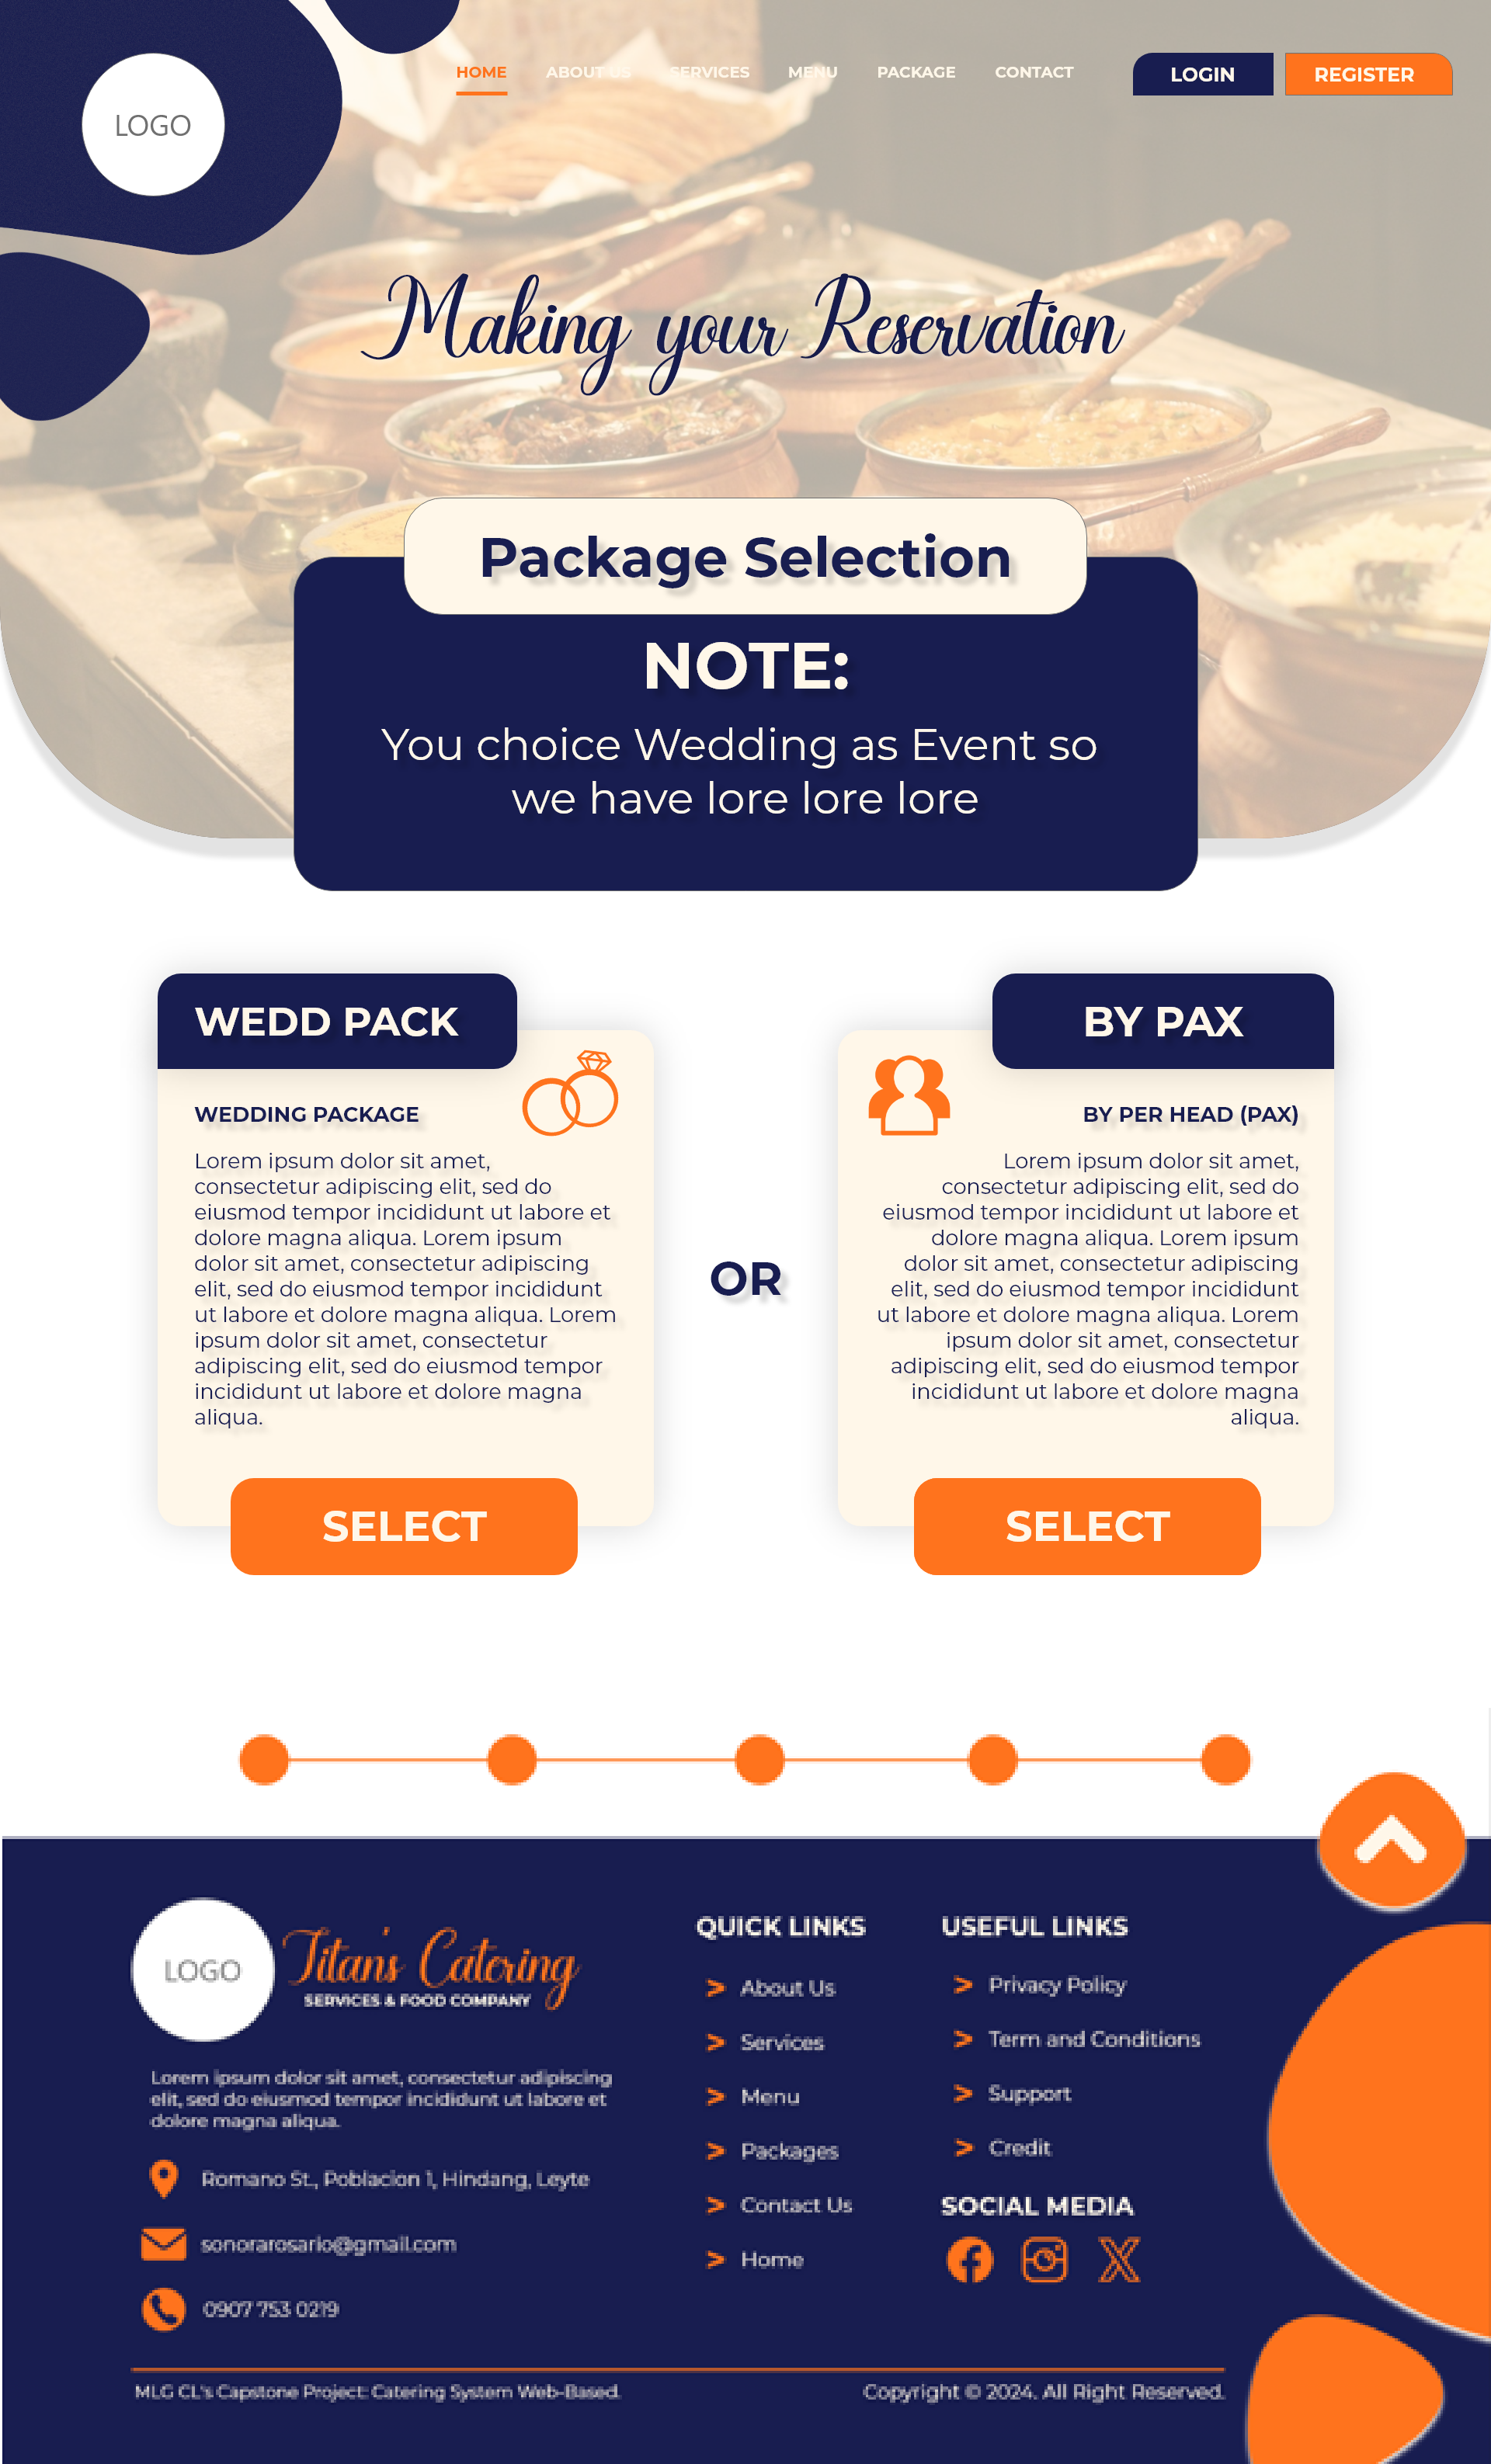 LOGO
HOME ABOUT US SERVICES MENU PACKAGE CONTACT LOGIN REGISTER
Making your Reservation
Package Selection
NOTE:
You choice Wedding as Event so
we have lore lore lore
WEDD PACK
WEDDING PACKAGE
Lorem ipsum dolor sit amet,
consectetur adipiscing elit, sed do
eiusmod tempor incididunt ut labore et
dolore magna aliqua. Lorem ipsum
dolor sit amet, consectetur adipiscing
elit, sed do eiusmod tempor incididunt
ut labore et dolore magna aliqua. Lorem
ipsum dolor sit amet, consectetur
adipiscing elit, sed do eiusmod tempor
incididunt ut labore et dolore magna
aliqua.
SELECT
OR
BY PAX
BY PER HEAD (PAX)
Lorem ipsum dolor sit amet,
consectetur adipiscing elit, sed do
eiusmod tempor incididunt ut labore et
dolore magna aliqua. Lorem ipsum
dolor sit amet, consectetur adipiscing
elit, sed do eiusmod tempor incididunt
ut labore et dolore magna aliqua. Lorem
ipsum dolor sit amet, consectetur
adipiscing elit, sed do eiusmod tempor
incididunt ut labore et dolore magna
aliqua.
SELECT
LOGO
Titan's Catering
SERVICES & FOOD COMPANY
Lorem ipsum dolor sit amet, consectetur adipiscing
elit, sed do eiusmod tempor incididunt ut labore et
dolore magna aliqua.
Romano St., Poblacion 1, Hindang, Leyte
sonorarosario@gmail.com
0907 753 0219
QUICK LINKS
> About Us
> Services
> Menu
> Packages
> Contact Us
> Home
USEFUL LINKS
> Privacy Policy
> Term and Conditions
> Support
> Credit
SOCIAL MEDIA
MLG CL's Capstone Project: Catering System Web-Based.
Copyright © 2024. All Right Reserved.